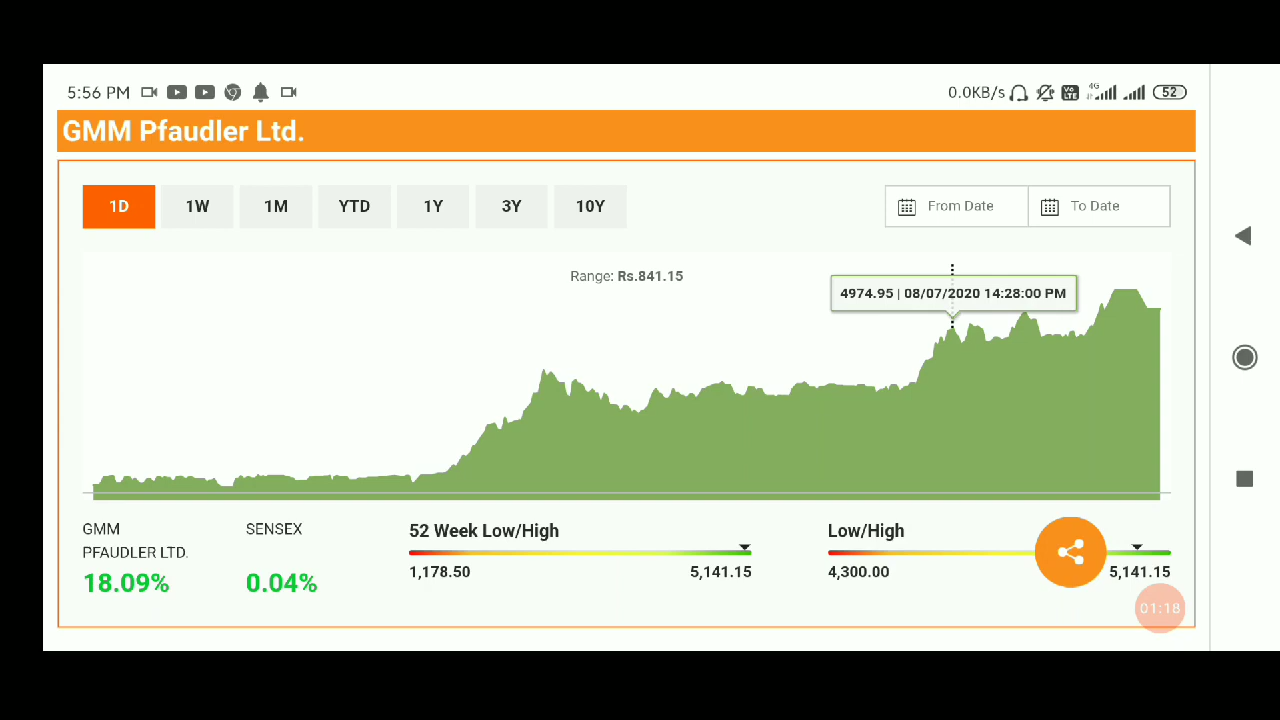 5:56 PM 0.0KB/s 4G Vo LTE 52
GMM Pfaudler Ltd.
1D 1W 1M YTD 1Y 3Y 10Y From Date To Date
Range: Rs.841.15
4974.95 | 08/07/2020 14:28:00 PM
GMM SENSEX 52 Week Low/High Low/High
PFAUDLER LTD.
1,178.50 5,141.15 4,300.00 5,141.15
18.09% 0.04%
01:18